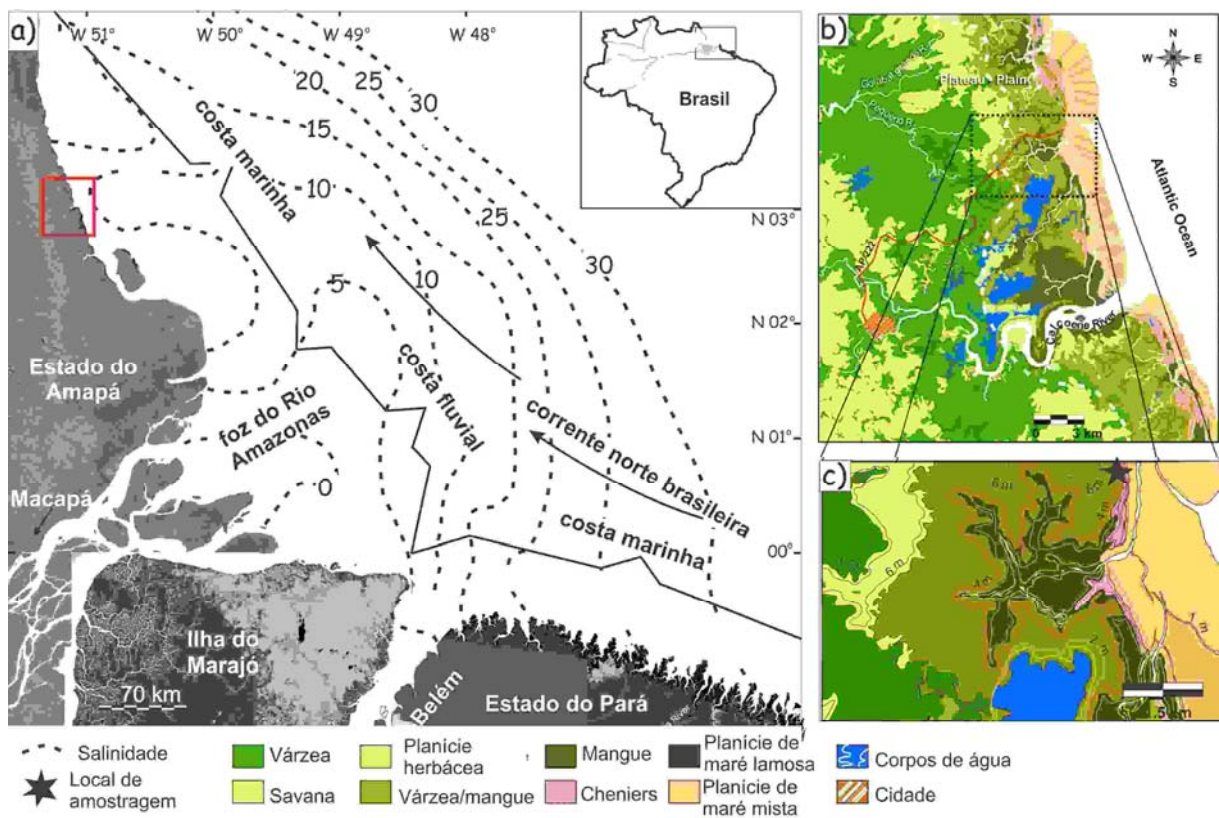 a)
W 51°
W 50°
W 49°
W 48°
20
25
30
15
10
25
30
5
10
0
costa marinha
costa fluvial
corrente norte brasileira
costa marinha
foz do Rio
Amazonas
Estado do
Amapá
Macapá
Ilha do
Marajó
70 km
Belém
Estado do Pará
N 03°
N 02°
N 01°
00°
Brasil
b)
Plateau
Plain
N
W
E
S
Atlantic Ocean
0
3 km
c)
6 m
6 m
2 m
Salinidade
Local de
amostragem
Várzea
Savana
Planície
herbácea
Várzea/mangue
Mangue
Cheniers
Planície de
maré lamosa
Planície de
maré mista
Corpos de água
Cidade